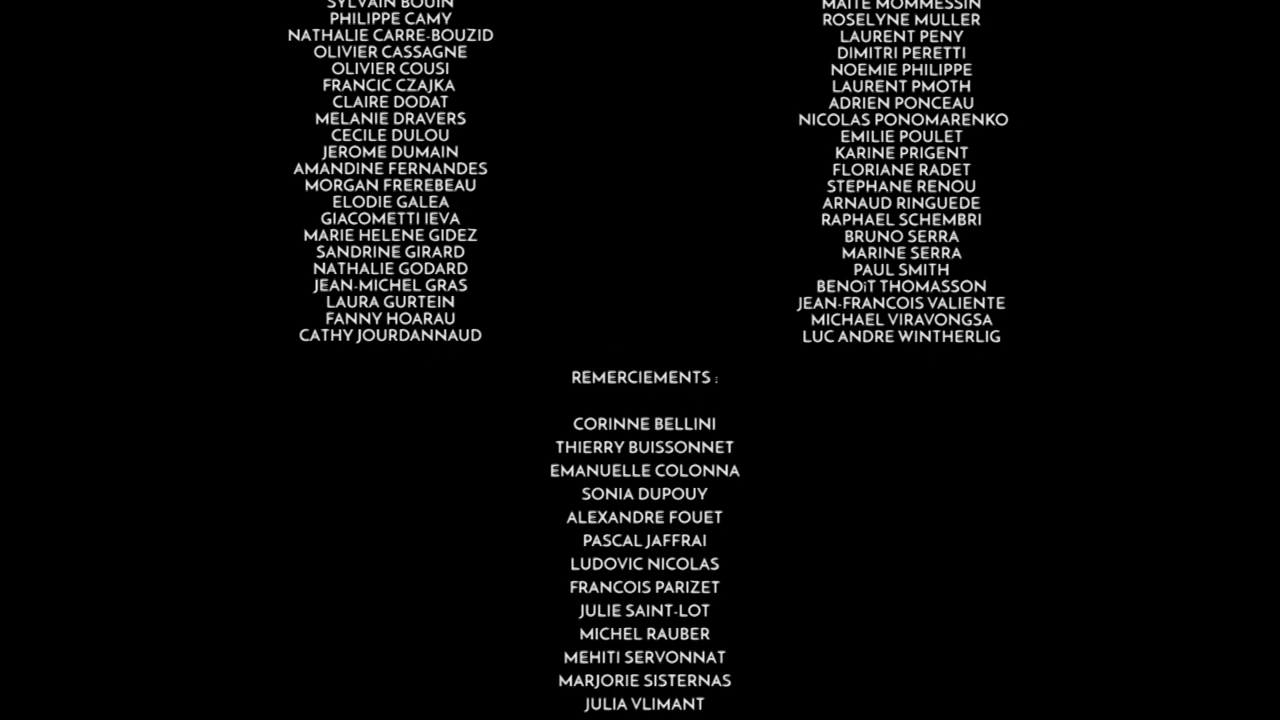 SYLVAIN BOUIN
PHILIPPE CAMY
NATHALIE CARRE-BOUZID
OLIVIER CASSAGNE
OLIVIER COUSI
FRANCIC CZAJKA
CLAIRE DODAT
MELANIE DRAVERS
CECILE DULOU
JEROME DUMAIN
AMANDINE FERNANDES
MORGAN FREREBEAU
ELODIE GALEA
GIACOMETTI IEVA
MARIE HELENE GIDEZ
SANDRINE GIRARD
NATHALIE GODARD
JEAN-MICHEL GRAS
LAURA GURTEIN
FANNY HOARAU
CATHY JOURDANNAUD
MAITE MOMMESSIN
ROSELYNE MULLER
LAURENT PENY
DIMITRI PERETTI
NOEMIE PHILIPPE
LAURENT PMOTH
ADRIEN PONCEAU
NICOLAS PONOMARENKO
EMILIE POULET
KARINE PRIGENT
FLORIANE RADET
STEPHANE RENOU
ARNAUD RINGUEDE
RAPHAEL SCHEMBRI
BRUNO SERRA
MARINE SERRA
PAUL SMITH
BENOiT THOMASSON
JEAN-FRANCOIS VALIENTE
MICHAEL VIRAVONGSA
LUC ANDRE WINTHERLIG
REMERCIEMENTS :
CORINNE BELLINI
THIERRY BUISSONNET
EMANUELLE COLONNA
SONIA DUPOUY
ALEXANDRE FOUET
PASCAL JAFFRAI
LUDOVIC NICOLAS
FRANCOIS PARIZET
JULIE SAINT-LOT
MICHEL RAUBER
MEHITI SERVONNAT
MARJORIE SISTERNAS
JULIA VLIMANT